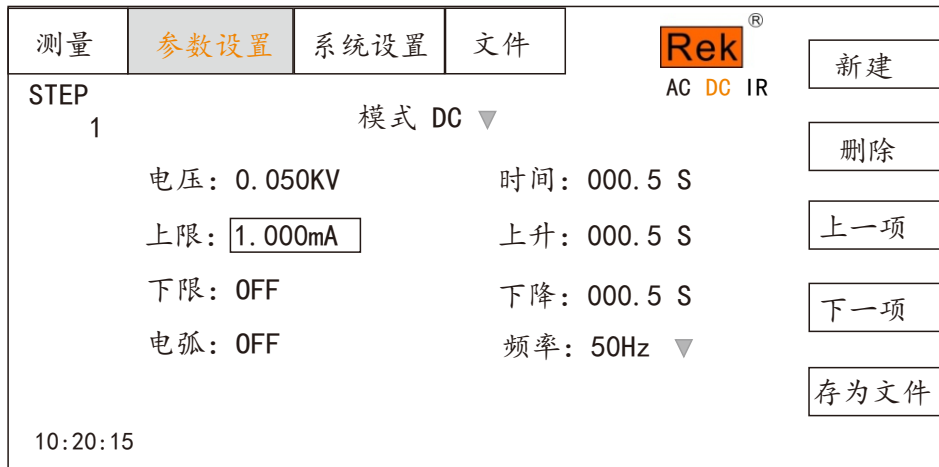 测量 参数设置 系统设置 文件
Rek®
AC DC IR
STEP
1
模式 DC ▼
电压：0.050KV 时间：000.5 S
上限：1.000mA 上升：000.5 S
下限：OFF 下降：000.5 S
电弧：OFF 频率：50Hz ▼
10:20:15
新建
删除
上一项
下一项
存为文件